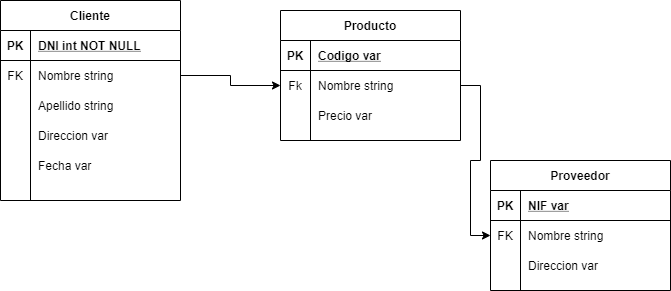 Cliente
PK DNI int NOT NULL
FK Nombre string
Apellido string
Direccion var
Fecha var
Producto
PK Codigo var
Fk Nombre string
Precio var
Proveedor
PK NIF var
FK Nombre string
Direccion var